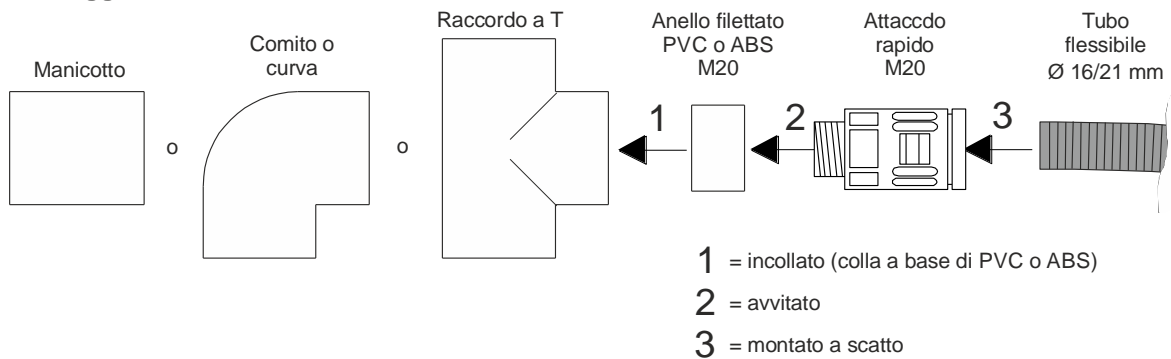 Manicotto
o
Comito o
curva
o
Raccordo a T
1
Anello filettato
PVC o ABS
M20
2
Attaccdo
rapido
M20
3
Tubo
flessibile
Ø 16/21 mm
1 = incollato (colla a base di PVC o ABS)
2 = avvitato
3 = montato a scatto